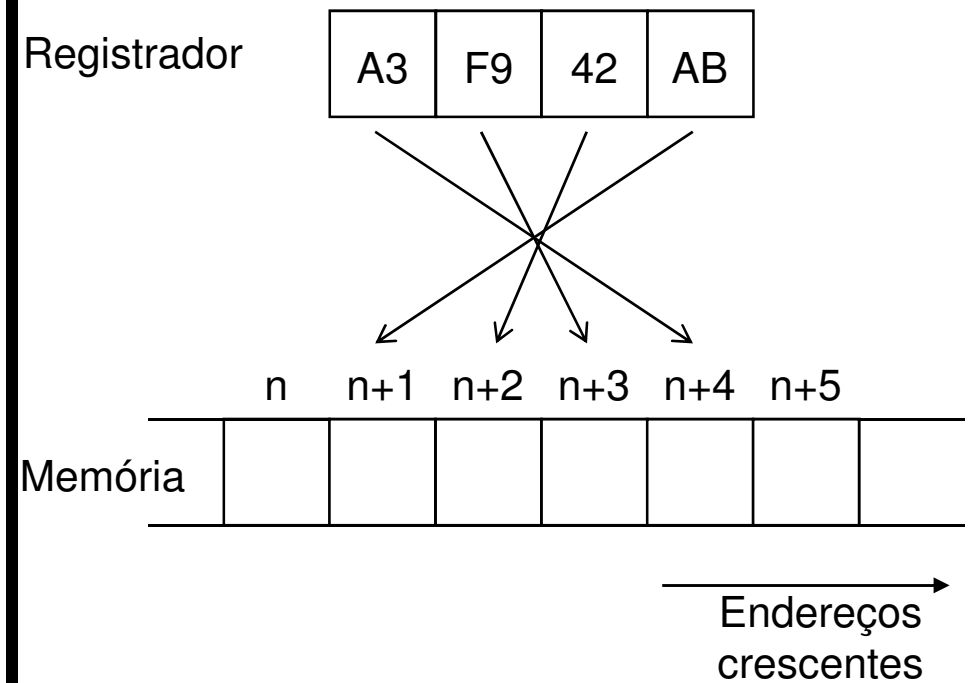 Registrador
A3 F9 42 AB
n n+1 n+2 n+3 n+4 n+5
Memória
Endereços
crescentes